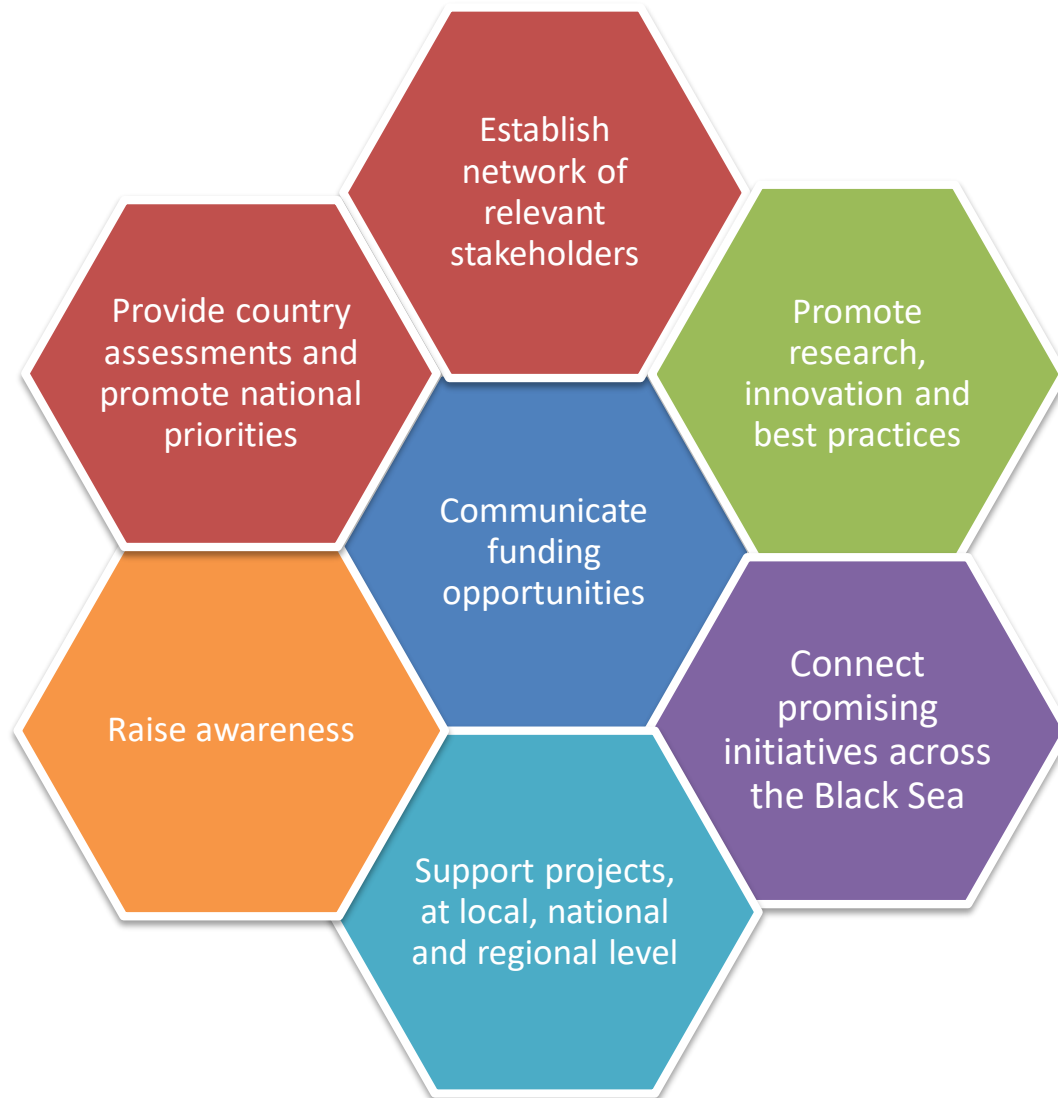 Establish
network of
relevant
stakeholders
Provide country
assessments and
promote national
priorities
Promote
research,
innovation and
best practices
Communicate
funding
opportunities
Raise awareness
Connect
promising
initiatives across
the Black Sea
Support projects,
at local, national
and regional level